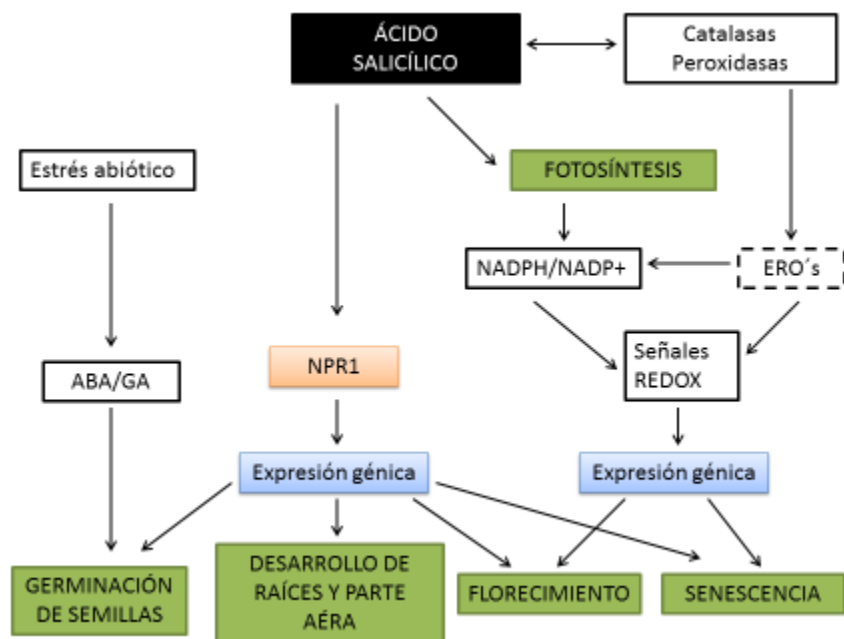 ÁCIDO
SALICÍLICO
Catalasas
Peroxidasas
Estrés abiótico
FOTOSÍNTESIS
NADPH/NADP+
ERO´s
Señales
REDOX
ABA/GA
NPR1
Expresión génica
Expresión génica
GERMINACIÓN
DE SEMILLAS
DESARROLLO DE
RAÍCES Y PARTE
AÉRA
FLORECIMIENTO
SENESCENCIA